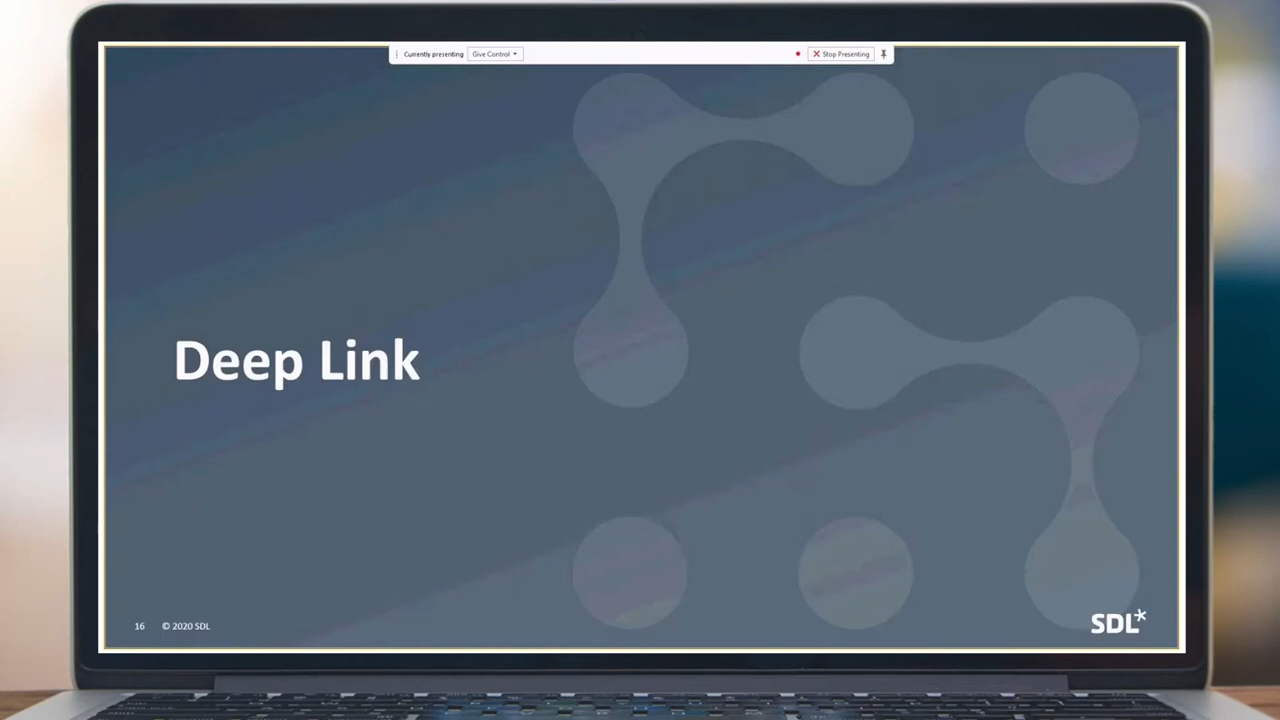 Currently presenting Give Control Stop Presenting
Deep Link
16 © 2020 SDL
SDL*